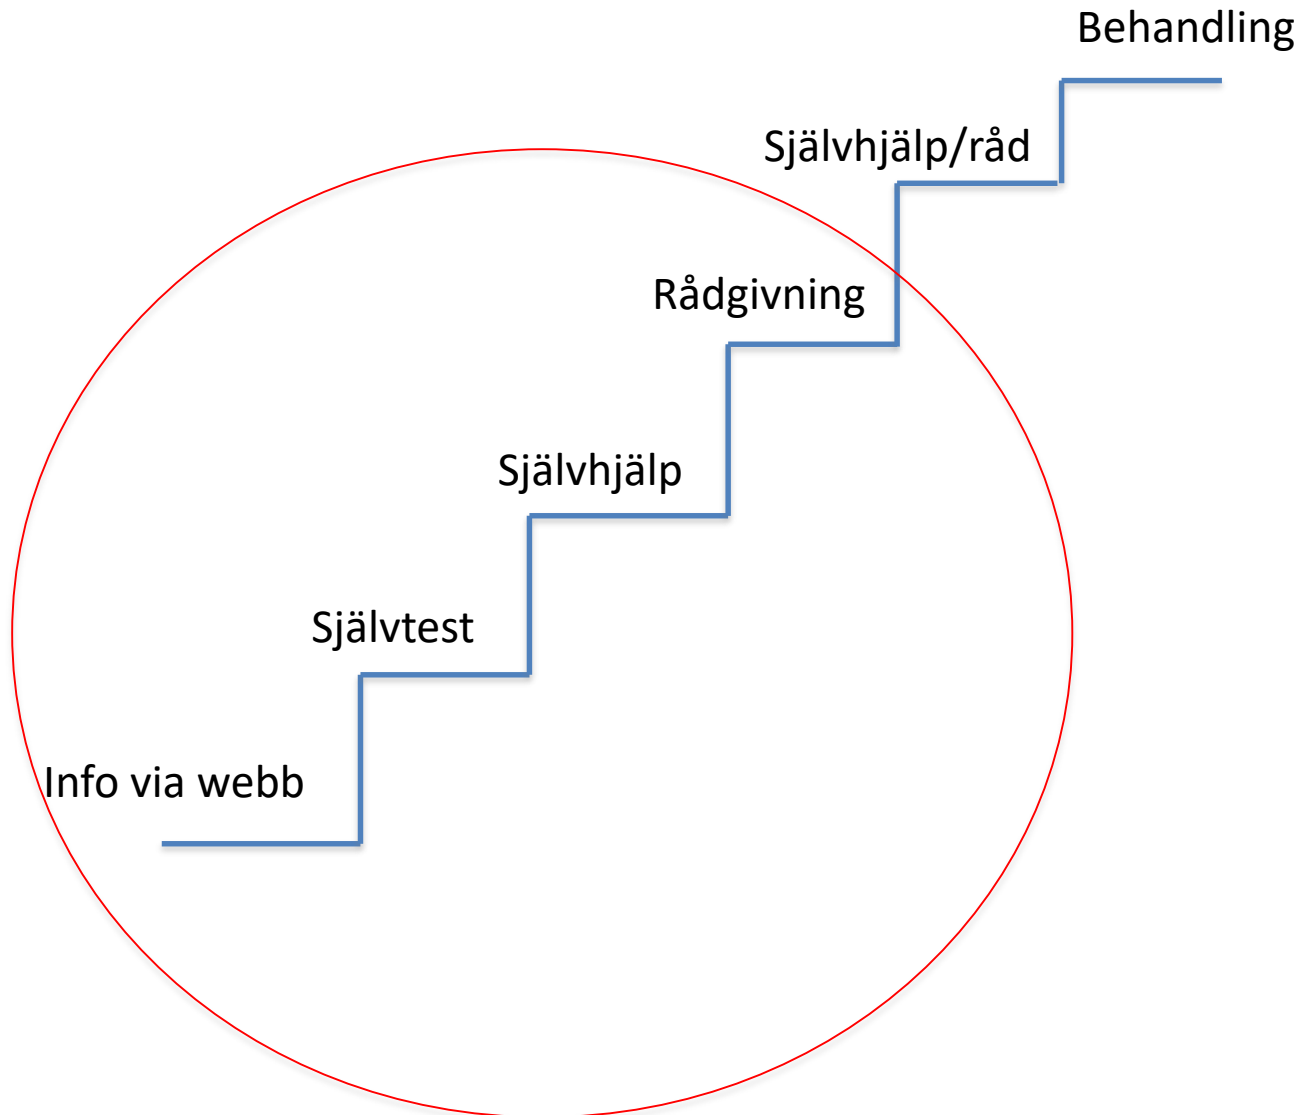 Behandling
Självhjälp/råd
Rådgivning
Självhjälp
Självtest
Info via webb